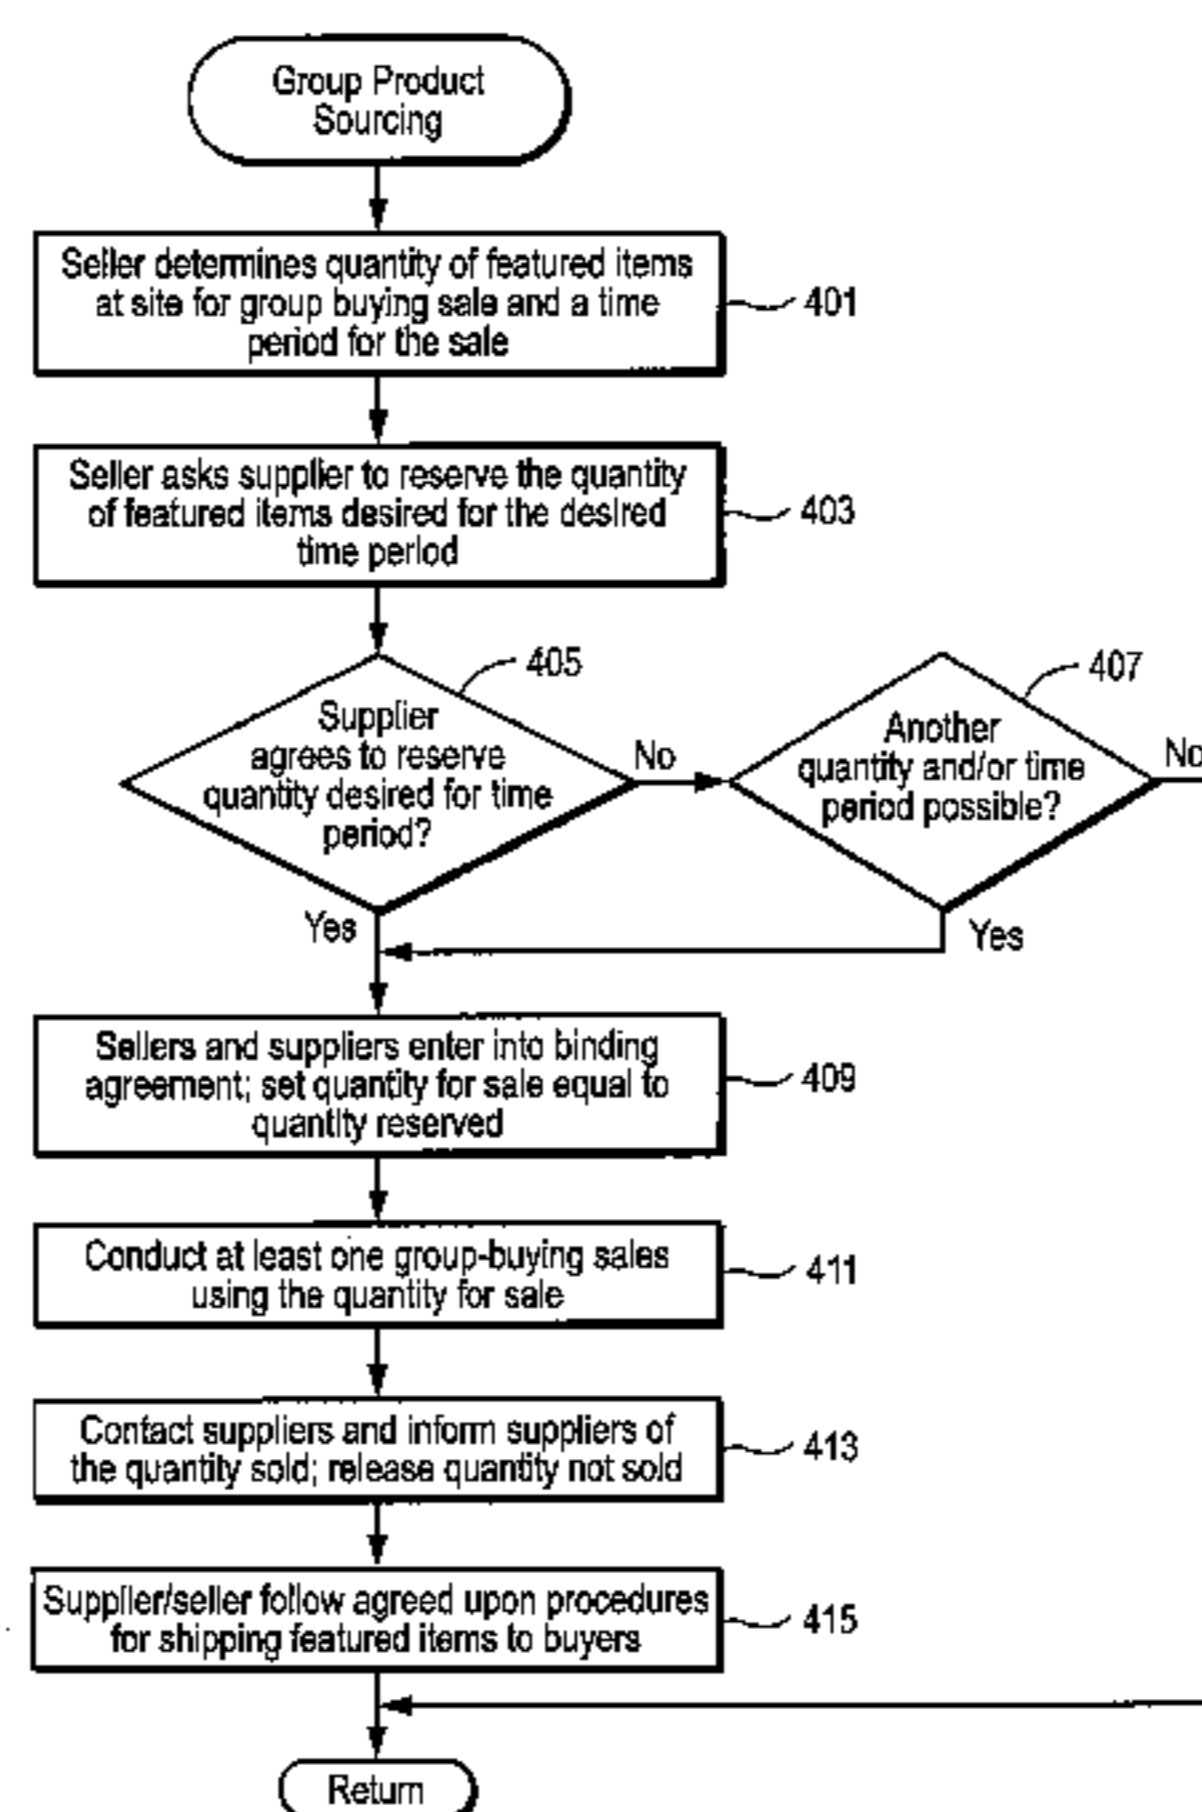 Group Product
Sourcing
Seller determines quantity of featured items
at site for group buying sale and a time
period for the sale
401
Seller asks supplier to reserve the quantity
of featured items desired for the desired
time period
403
405
Supplier
agrees to reserve
quantity desired for time
period?
No
407
Another
quantity and/or time
period possible?
No
Yes
Yes
Sellers and suppliers enter into binding
agreement; set quantity for sale equal to
quantity reserved
409
Conduct at least one group-buying sales
using the quantity for sale
411
Contact suppliers and inform suppliers of
the quantity sold; release quantity not sold
413
Supplier/seller follow agreed upon procedures
for shipping featured items to buyers
415
Return